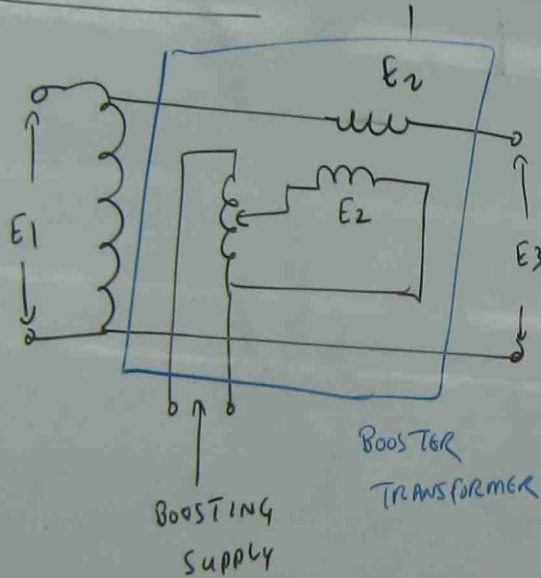 E2
E1
E2
E3
BOOSTER
TRANSFORMER
BOOSTING
SUPPLY